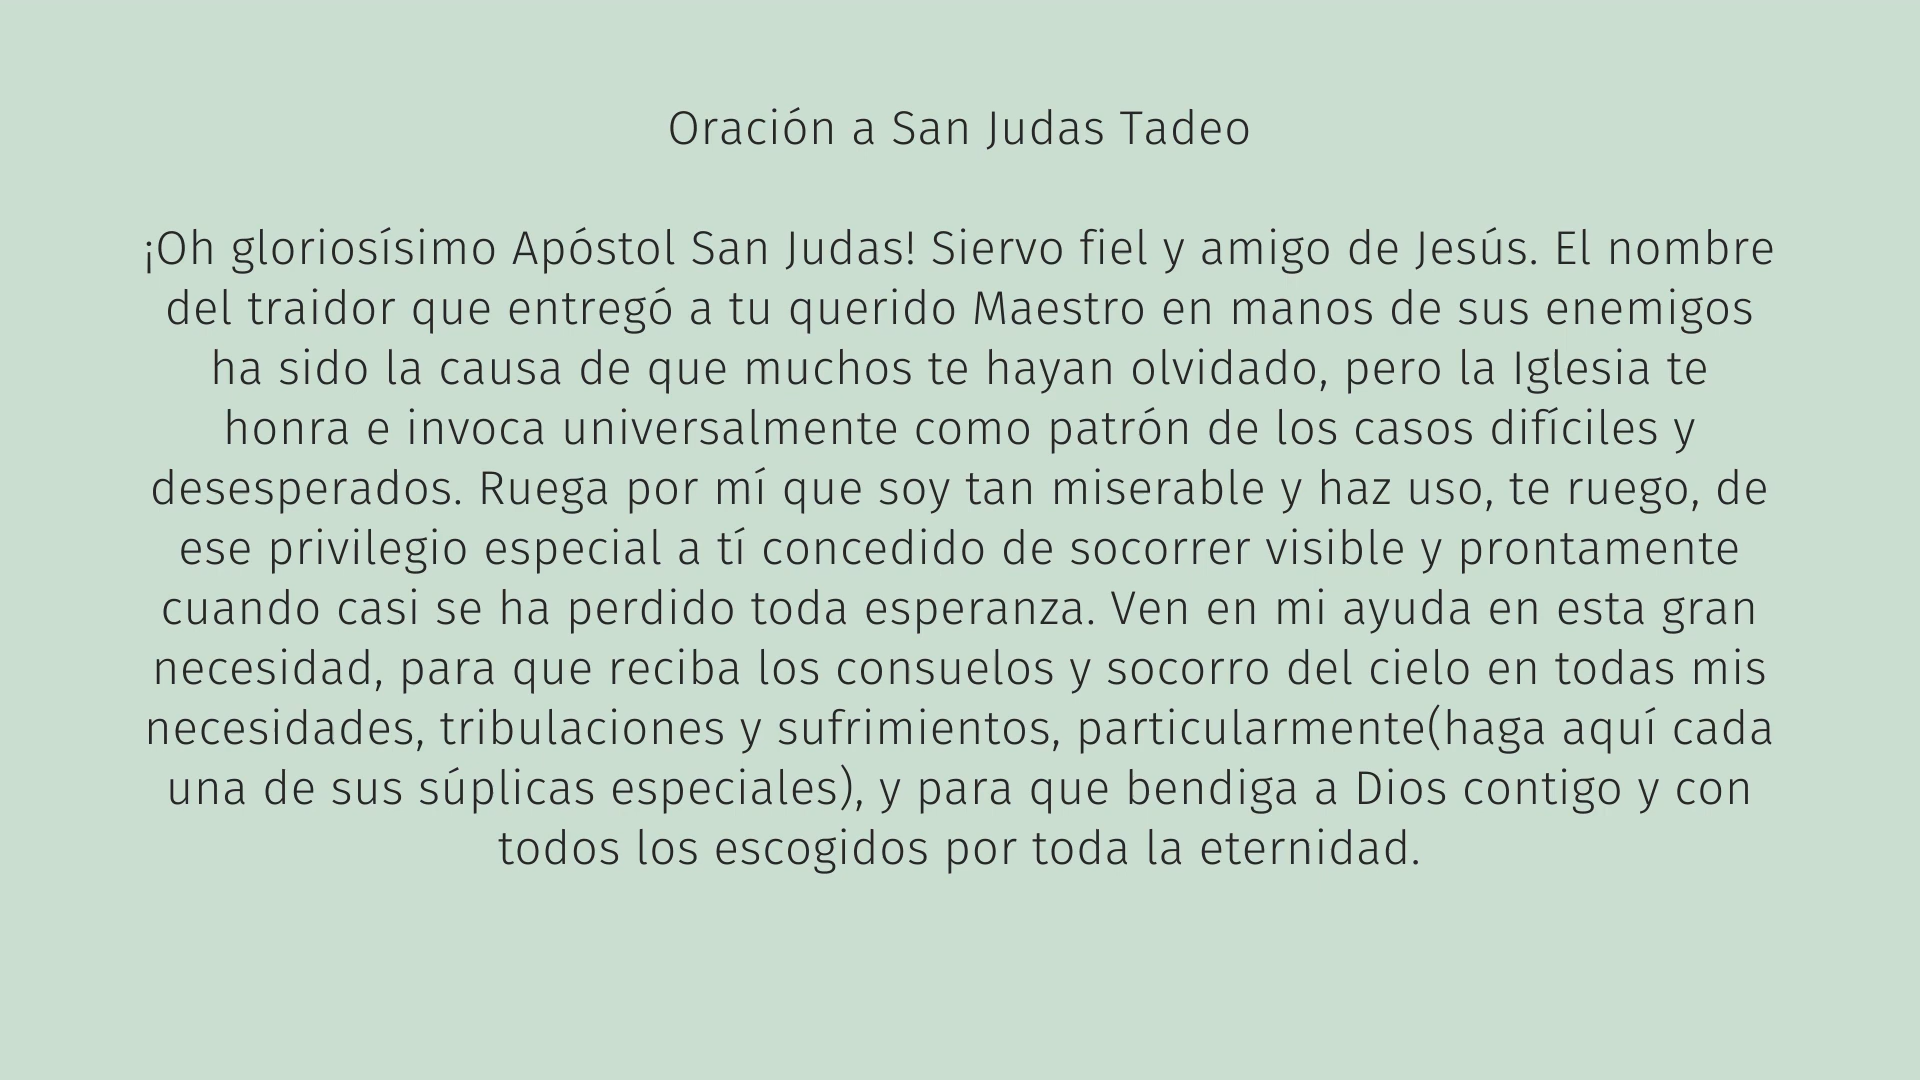 Oración a San Judas Tadeo
¡Oh gloriosísimo Apóstol San Judas! Siervo fiel y amigo de Jesús. El nombre
del traidor que entregó a tu querido Maestro en manos de sus enemigos
ha sido la causa de que muchos te hayan olvidado, pero la Iglesia te
honra e invoca universalmente como patrón de los casos difíciles y
desesperados. Ruega por mí que soy tan miserable y haz uso, te ruego, de
ese privilegio especial a tí concedido de socorrer visible y prontamente
cuando casi se ha perdido toda esperanza. Ven en mi ayuda en esta gran
necesidad, para que reciba los consuelos y socorro del cielo en todas mis
necesidades, tribulaciones y sufrimientos, particularmente(haga aquí cada
una de sus súplicas especiales), y para que bendiga a Dios contigo y con
todos los escogidos por toda la eternidad.